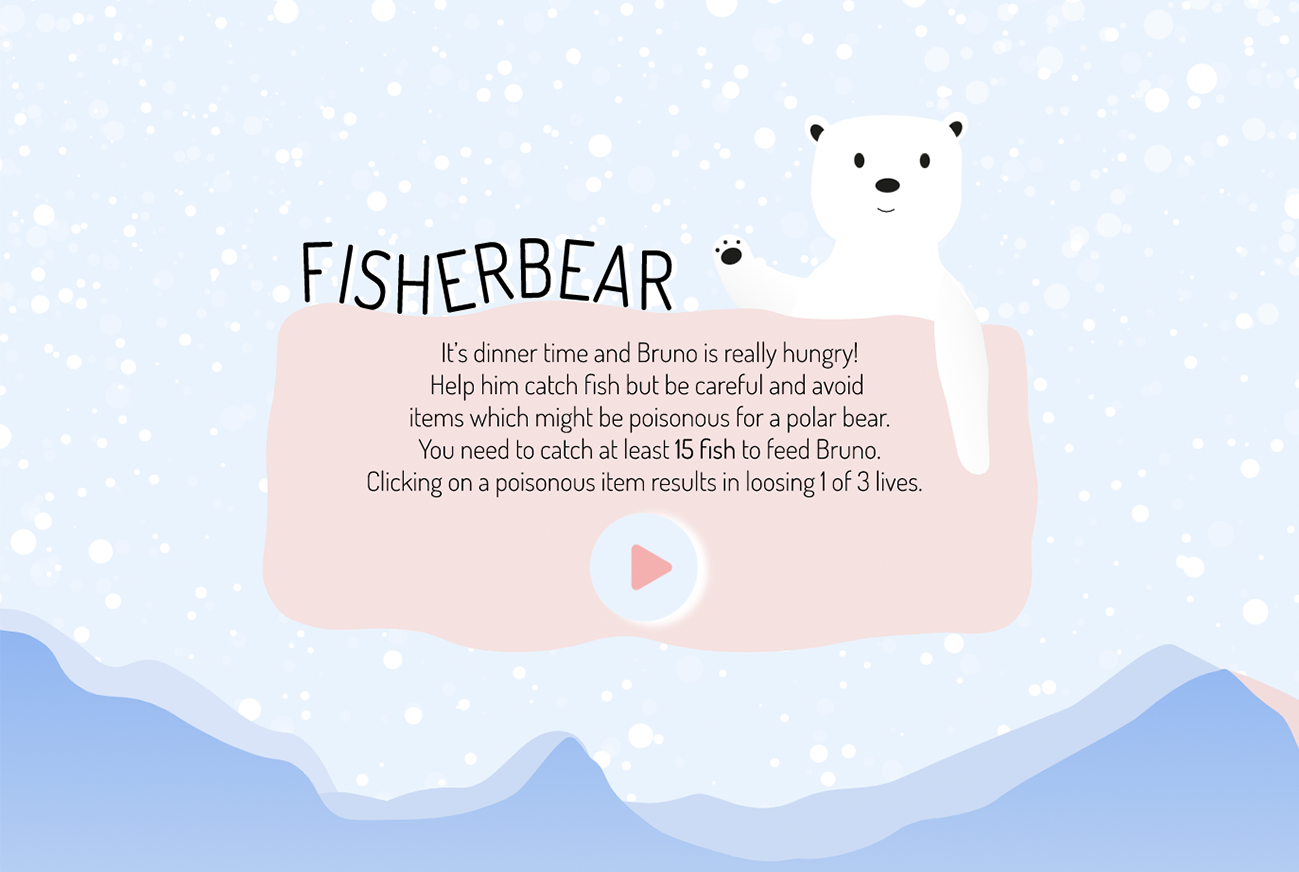 FISHERBEAR
It's dinner time and Bruno is really hungry!
Help him catch fish but be careful and avoid
items which might be poisonous for a polar bear.
You need to catch at least 15 fish to feed Bruno.
Clicking on a poisonous item results in loosing 1 of 3 lives.